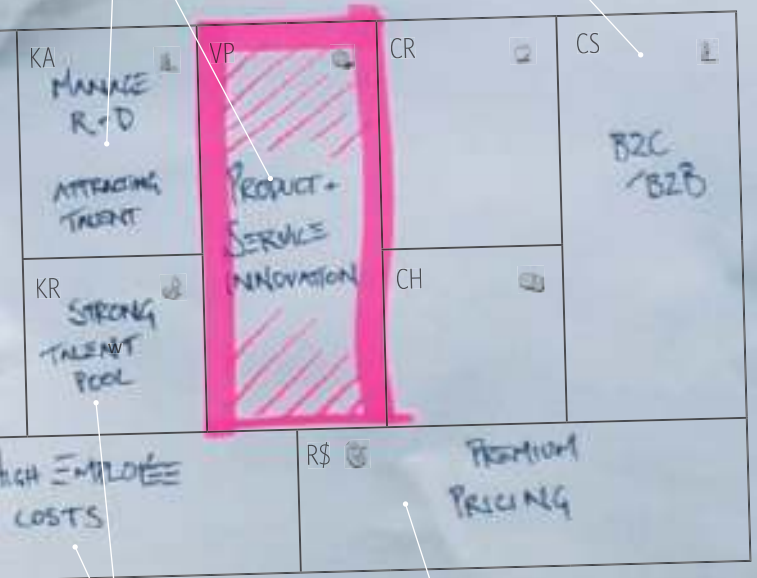 KA
MANAGE
R+D
ATTRACTING
TALENT
VP
PRODUCT +
SERVICE
INNOVATION
CR
CS
B2C
/B2B
KR
STRONG
TALENT
POOL
CH
HIGH EMPLOYEE
COSTS
R$
PREMIUM
PRICING